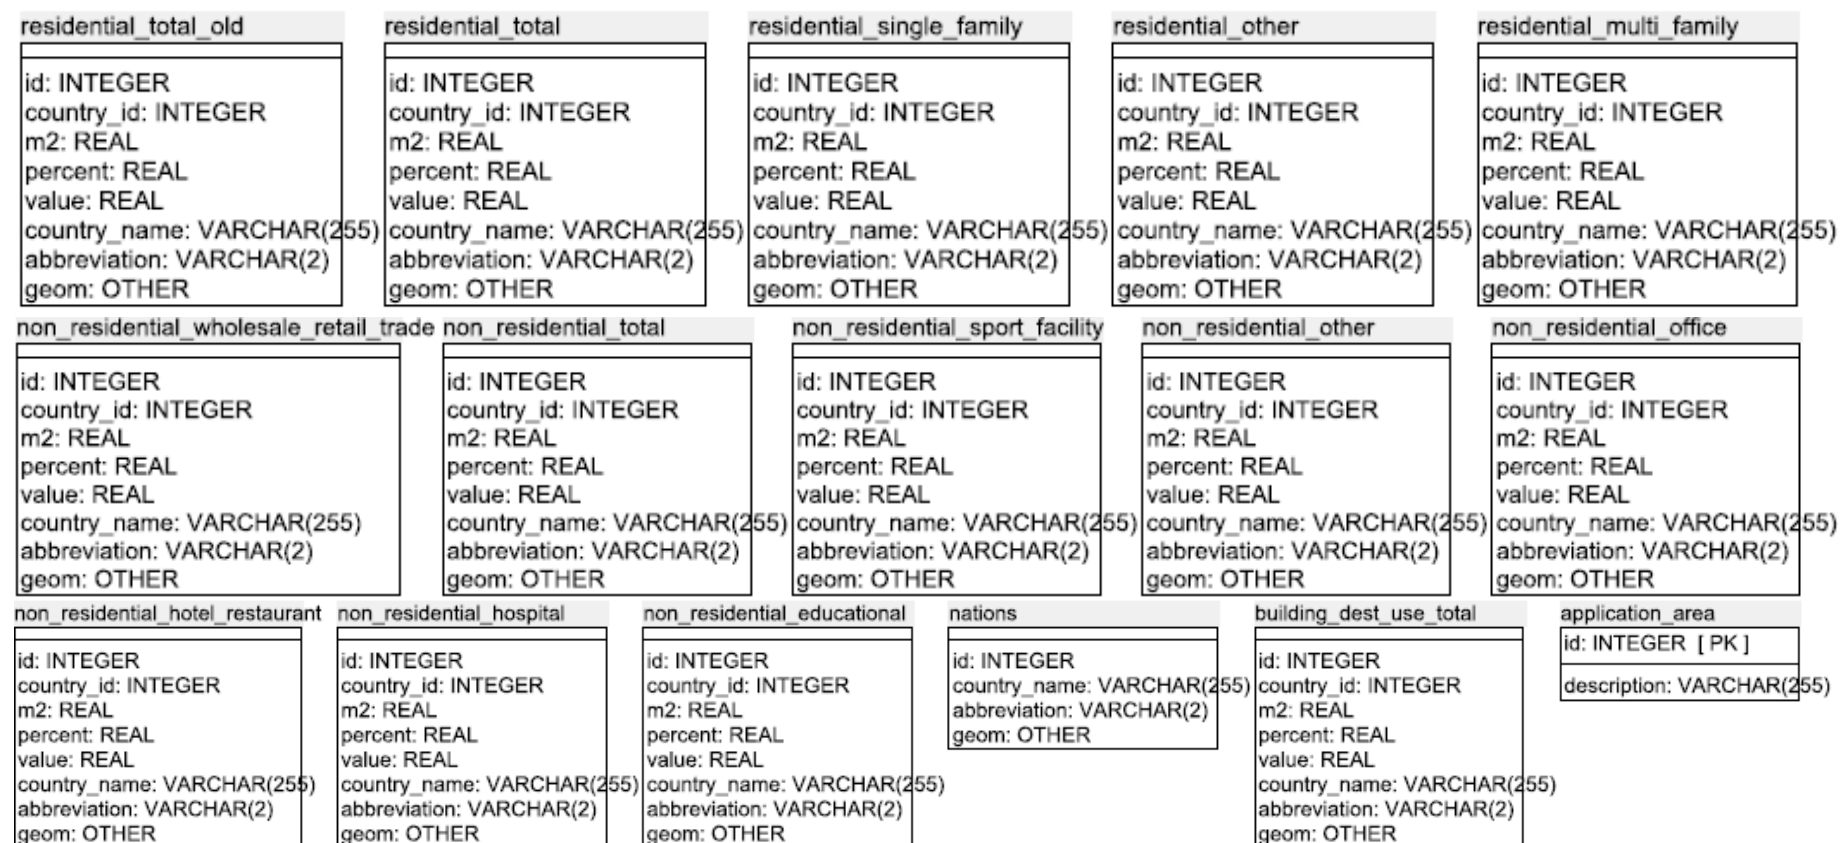 residential_total_old
id: INTEGER
country_id: INTEGER
m2: REAL
percent: REAL
value: REAL
country_name: VARCHAR(255)
abbreviation: VARCHAR(2)
geom: OTHER
residential_total
id: INTEGER
country_id: INTEGER
m2: REAL
percent: REAL
value: REAL
country_name: VARCHAR(255)
abbreviation: VARCHAR(2)
geom: OTHER
residential_single_family
id: INTEGER
country_id: INTEGER
m2: REAL
percent: REAL
value: REAL
country_name: VARCHAR(255)
abbreviation: VARCHAR(2)
geom: OTHER
residential_other
id: INTEGER
country_id: INTEGER
m2: REAL
percent: REAL
value: REAL
country_name: VARCHAR(255)
abbreviation: VARCHAR(2)
geom: OTHER
residential_multi_family
id: INTEGER
country_id: INTEGER
m2: REAL
percent: REAL
value: REAL
country_name: VARCHAR(255)
abbreviation: VARCHAR(2)
geom: OTHER
non_residential_wholesale_retail_trade
id: INTEGER
country_id: INTEGER
m2: REAL
percent: REAL
value: REAL
country_name: VARCHAR(255)
abbreviation: VARCHAR(2)
geom: OTHER
non_residential_total
id: INTEGER
country_id: INTEGER
m2: REAL
percent: REAL
value: REAL
country_name: VARCHAR(255)
abbreviation: VARCHAR(2)
geom: OTHER
non_residential_sport_facility
id: INTEGER
country_id: INTEGER
m2: REAL
percent: REAL
value: REAL
country_name: VARCHAR(255)
abbreviation: VARCHAR(2)
geom: OTHER
non_residential_other
id: INTEGER
country_id: INTEGER
m2: REAL
percent: REAL
value: REAL
country_name: VARCHAR(255)
abbreviation: VARCHAR(2)
geom: OTHER
non_residential_office
id: INTEGER
country_id: INTEGER
m2: REAL
percent: REAL
value: REAL
country_name: VARCHAR(255)
abbreviation: VARCHAR(2)
geom: OTHER
non_residential_hotel_restaurant
id: INTEGER
country_id: INTEGER
m2: REAL
percent: REAL
value: REAL
country_name: VARCHAR(255)
abbreviation: VARCHAR(2)
geom: OTHER
non_residential_hospital
id: INTEGER
country_id: INTEGER
m2: REAL
percent: REAL
value: REAL
country_name: VARCHAR(255)
abbreviation: VARCHAR(2)
geom: OTHER
non_residential_educational
id: INTEGER
country_id: INTEGER
m2: REAL
percent: REAL
value: REAL
country_name: VARCHAR(255)
abbreviation: VARCHAR(2)
geom: OTHER
nations
id: INTEGER
country_name: VARCHAR(255)
abbreviation: VARCHAR(2)
geom: OTHER
building_dest_use_total
id: INTEGER
country_id: INTEGER
m2: REAL
percent: REAL
value: REAL
country_name: VARCHAR(255)
abbreviation: VARCHAR(2)
geom: OTHER
application_area
id: INTEGER [ PK ]
description: VARCHAR(255)